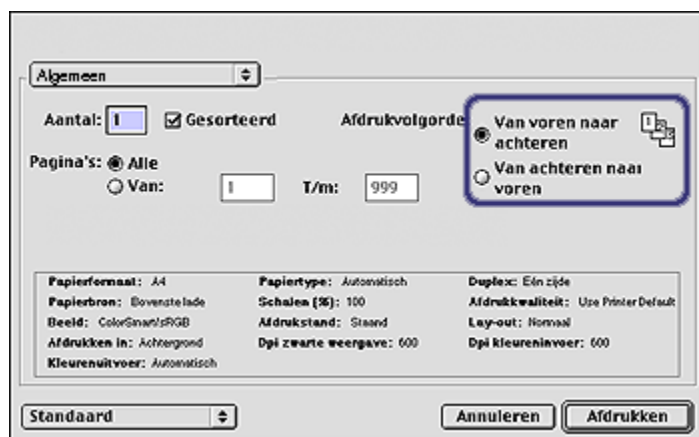 Algemeen
Aantal: 1 Gesorteerd Afdrukvolgorde
Van voren naar
achteren
1 2 3
Pagina's: Alle
Van achteren naar
voren
Van: 1 T/m: 999
Papierformaat: A4 Papiertype: Automatisch Duplex: Eén zijde
Papierbron: Bovenste lade Schalen (%): 100 Afdrukkwaliteit: Use Printer Default
Beeld: ColorSmart/sRGB Afdrukstand: Staand Lay-out: Normaal
Afdrukken in: Achtergrond Dpi zwarte weergave: 600 Dpi kleureninvoer: 600
Kleurenuitvoer: Automatisch
Standaard Annuleren Afdrukken